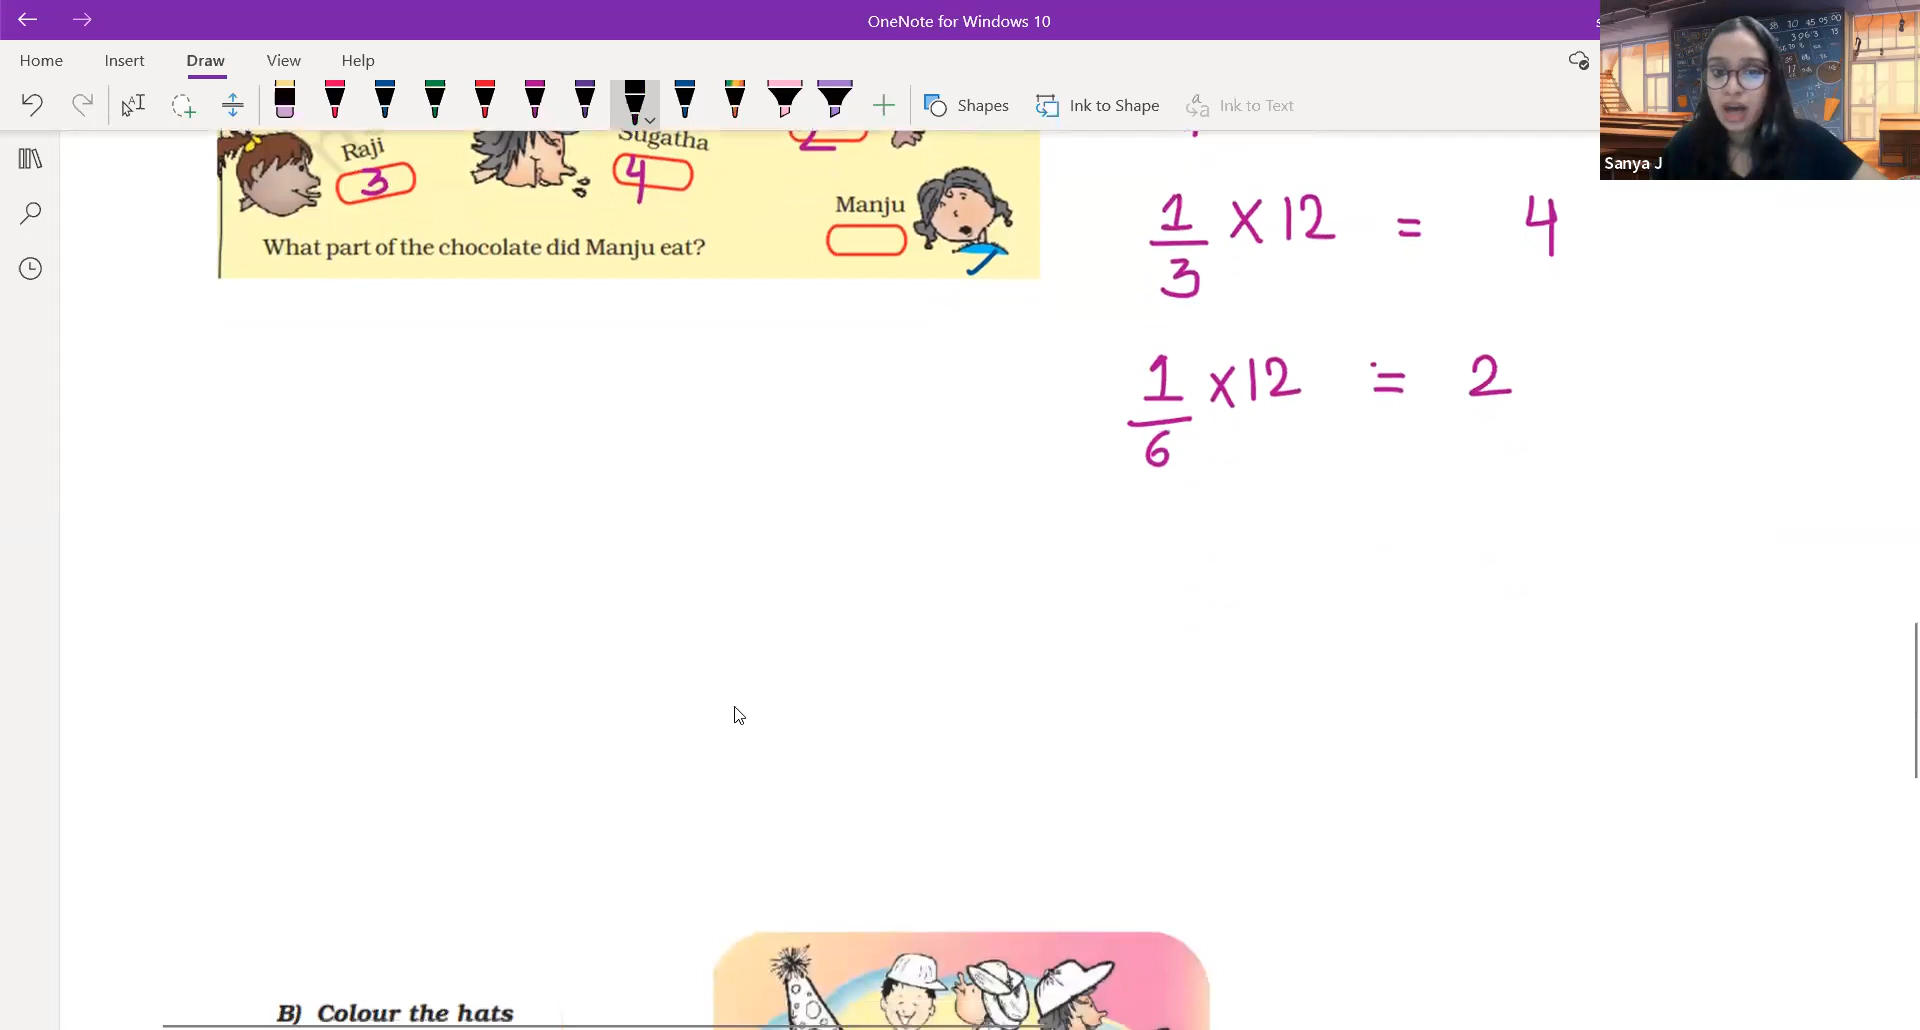 OneNote for Windows 10
Home Insert Draw View Help
Shapes Ink to Shape Ink to Text
Sanya J
Raji
3
Sugatha
4
2
Manju
What part of the chocolate did Manju eat?
1/3 × 12 = 4
1/6 × 12 = 2
B) Colour the hats